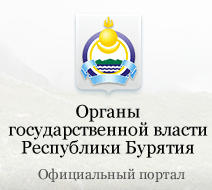 Органы
государственной власти
Республики Бурятия
Официальный портал